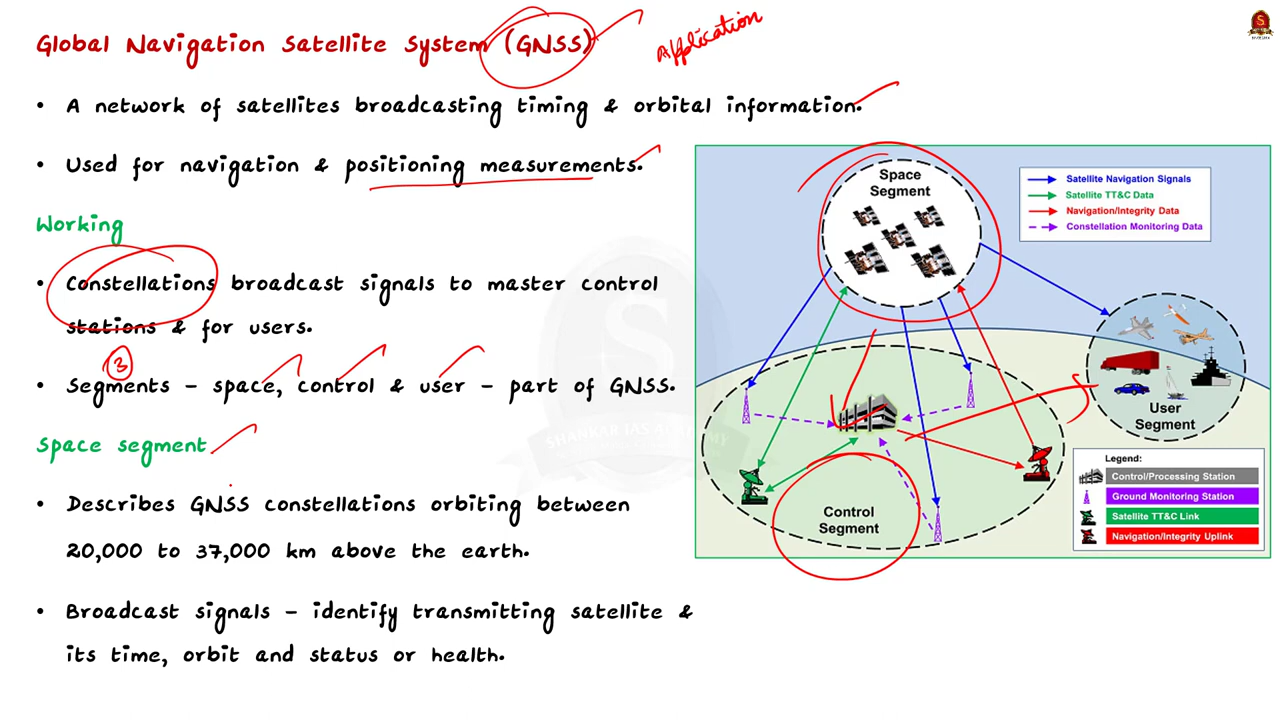 Global Navigation Satellite System (GNSS)
Application
• A network of satellites broadcasting timing & orbital information.
• Used for navigation & positioning measurements.
Working
• Constellations broadcast signals to master control
stations & for users.
3
• Segments – space, control & user – part of GNSS.
Space segment
• Describes GNSS constellations orbiting between
20,000 to 37,000 km above the earth.
• Broadcast signals – identify transmitting satellite &
its time, orbit and status or health.
Space
Segment
Satellite Navigation Signals
Satellite TT&C Data
Navigation/Integrity Data
Constellation Monitoring Data
User
Segment
Control
Segment
Legend:
Control/Processing Station
Ground Monitoring Station
Satellite TT&C Link
Navigation/Integrity Uplink
S
SHANKAR IAS ACADEMY